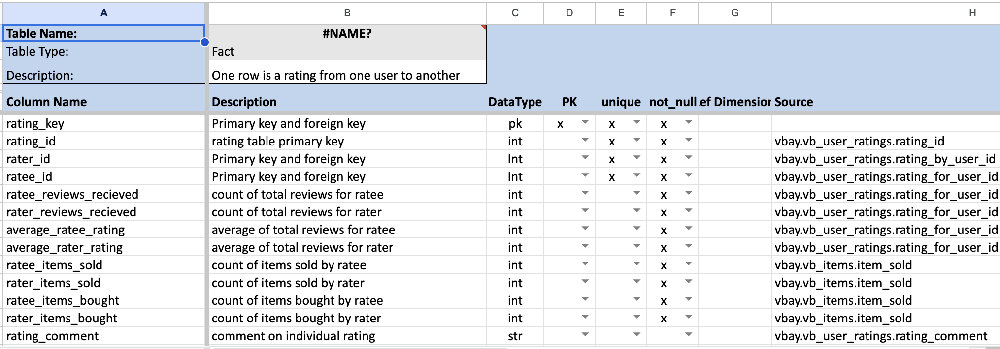 A B C D E F G H
Table Name: #NAME?
Table Type: Fact
Description: One row is a rating from one user to another
Column Name Description DataType PK unique not_null ef Dimension Source
rating_key Primary key and foreign key pk x x x
rating_id rating table primary key int x x vbay.vb_user_ratings.rating_id
rater_id Primary key and foreign key Int x x vbay.vb_user_ratings.rating_by_user_id
ratee_id Primary key and foreign key Int x x vbay.vb_user_ratings.rating_for_user_id
ratee_reviews_recieved count of total reviews for ratee int x vbay.vb_user_ratings.rating_for_user_id
rater_reviews_recieved count of total reviews for rater int x vbay.vb_user_ratings.rating_for_user_id
average_ratee_rating average of total reviews for ratee int x vbay.vb_user_ratings.rating_for_user_id
average_rater_rating average of total reviews for rater int x vbay.vb_user_ratings.rating_for_user_id
ratee_items_sold count of items sold by ratee int x vbay.vb_items.item_sold
rater_items_sold count of items sold by rater int x vbay.vb_items.item_sold
ratee_items_bought count of items bought by ratee int x vbay.vb_items.item_sold
rater_items_bought count of items bought by rater int x vbay.vb_items.item_sold
rating_comment comment on individual rating str vbay.vb_user_ratings.rating_comment